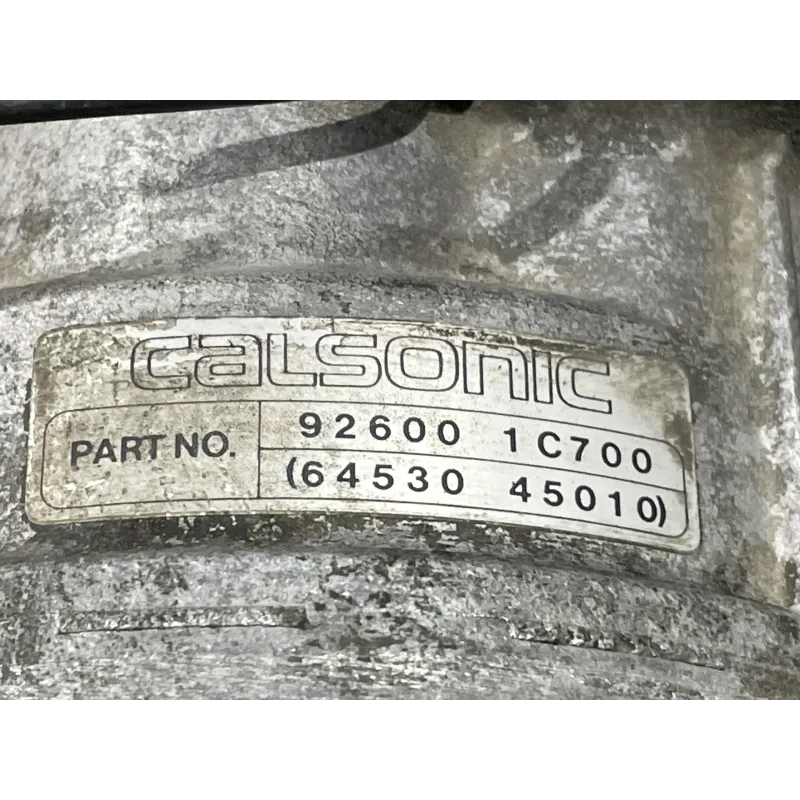 calsonic
PART NO.
92600 1C700
(64530 45010)